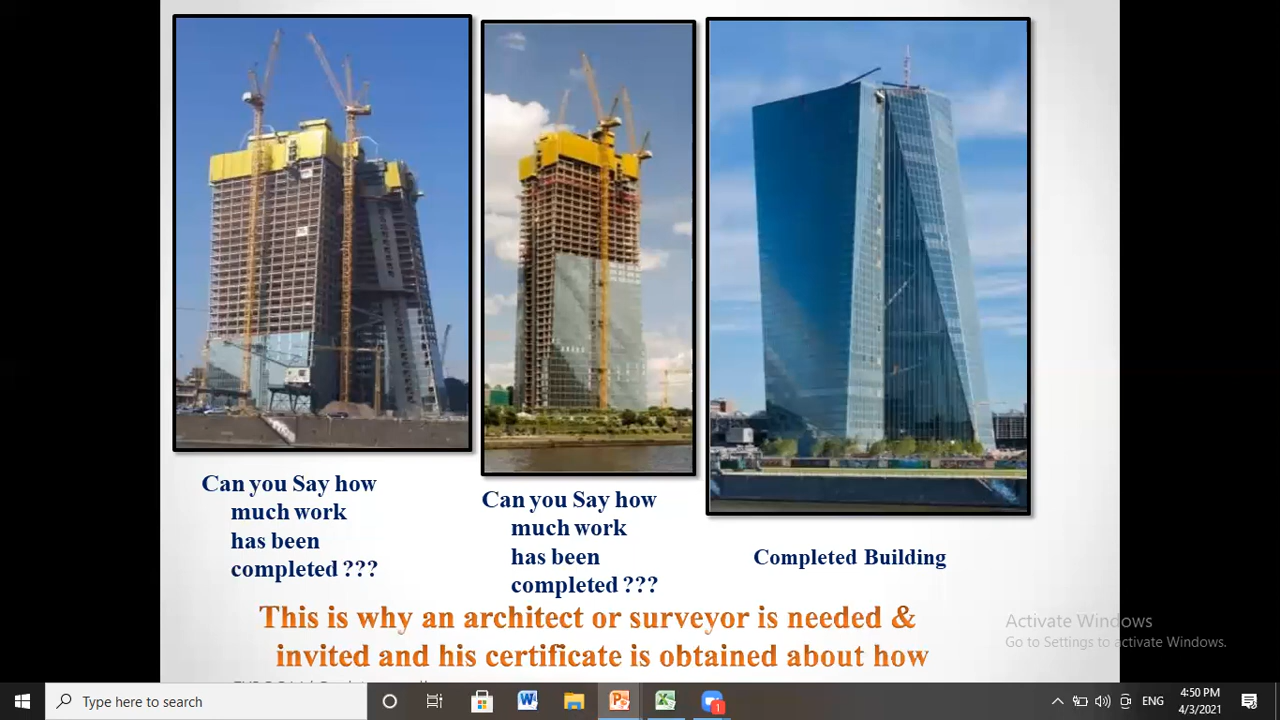 Can you Say how
much work
has been
completed ???
Can you Say how
much work
has been
completed ???
Completed Building
This is why an architect or surveyor is needed &
invited and his certificate is obtained about how
Activate Windows
Go to Settings to activate Windows.
Type here to search
1
ENG
4:50 PM
4/3/2021